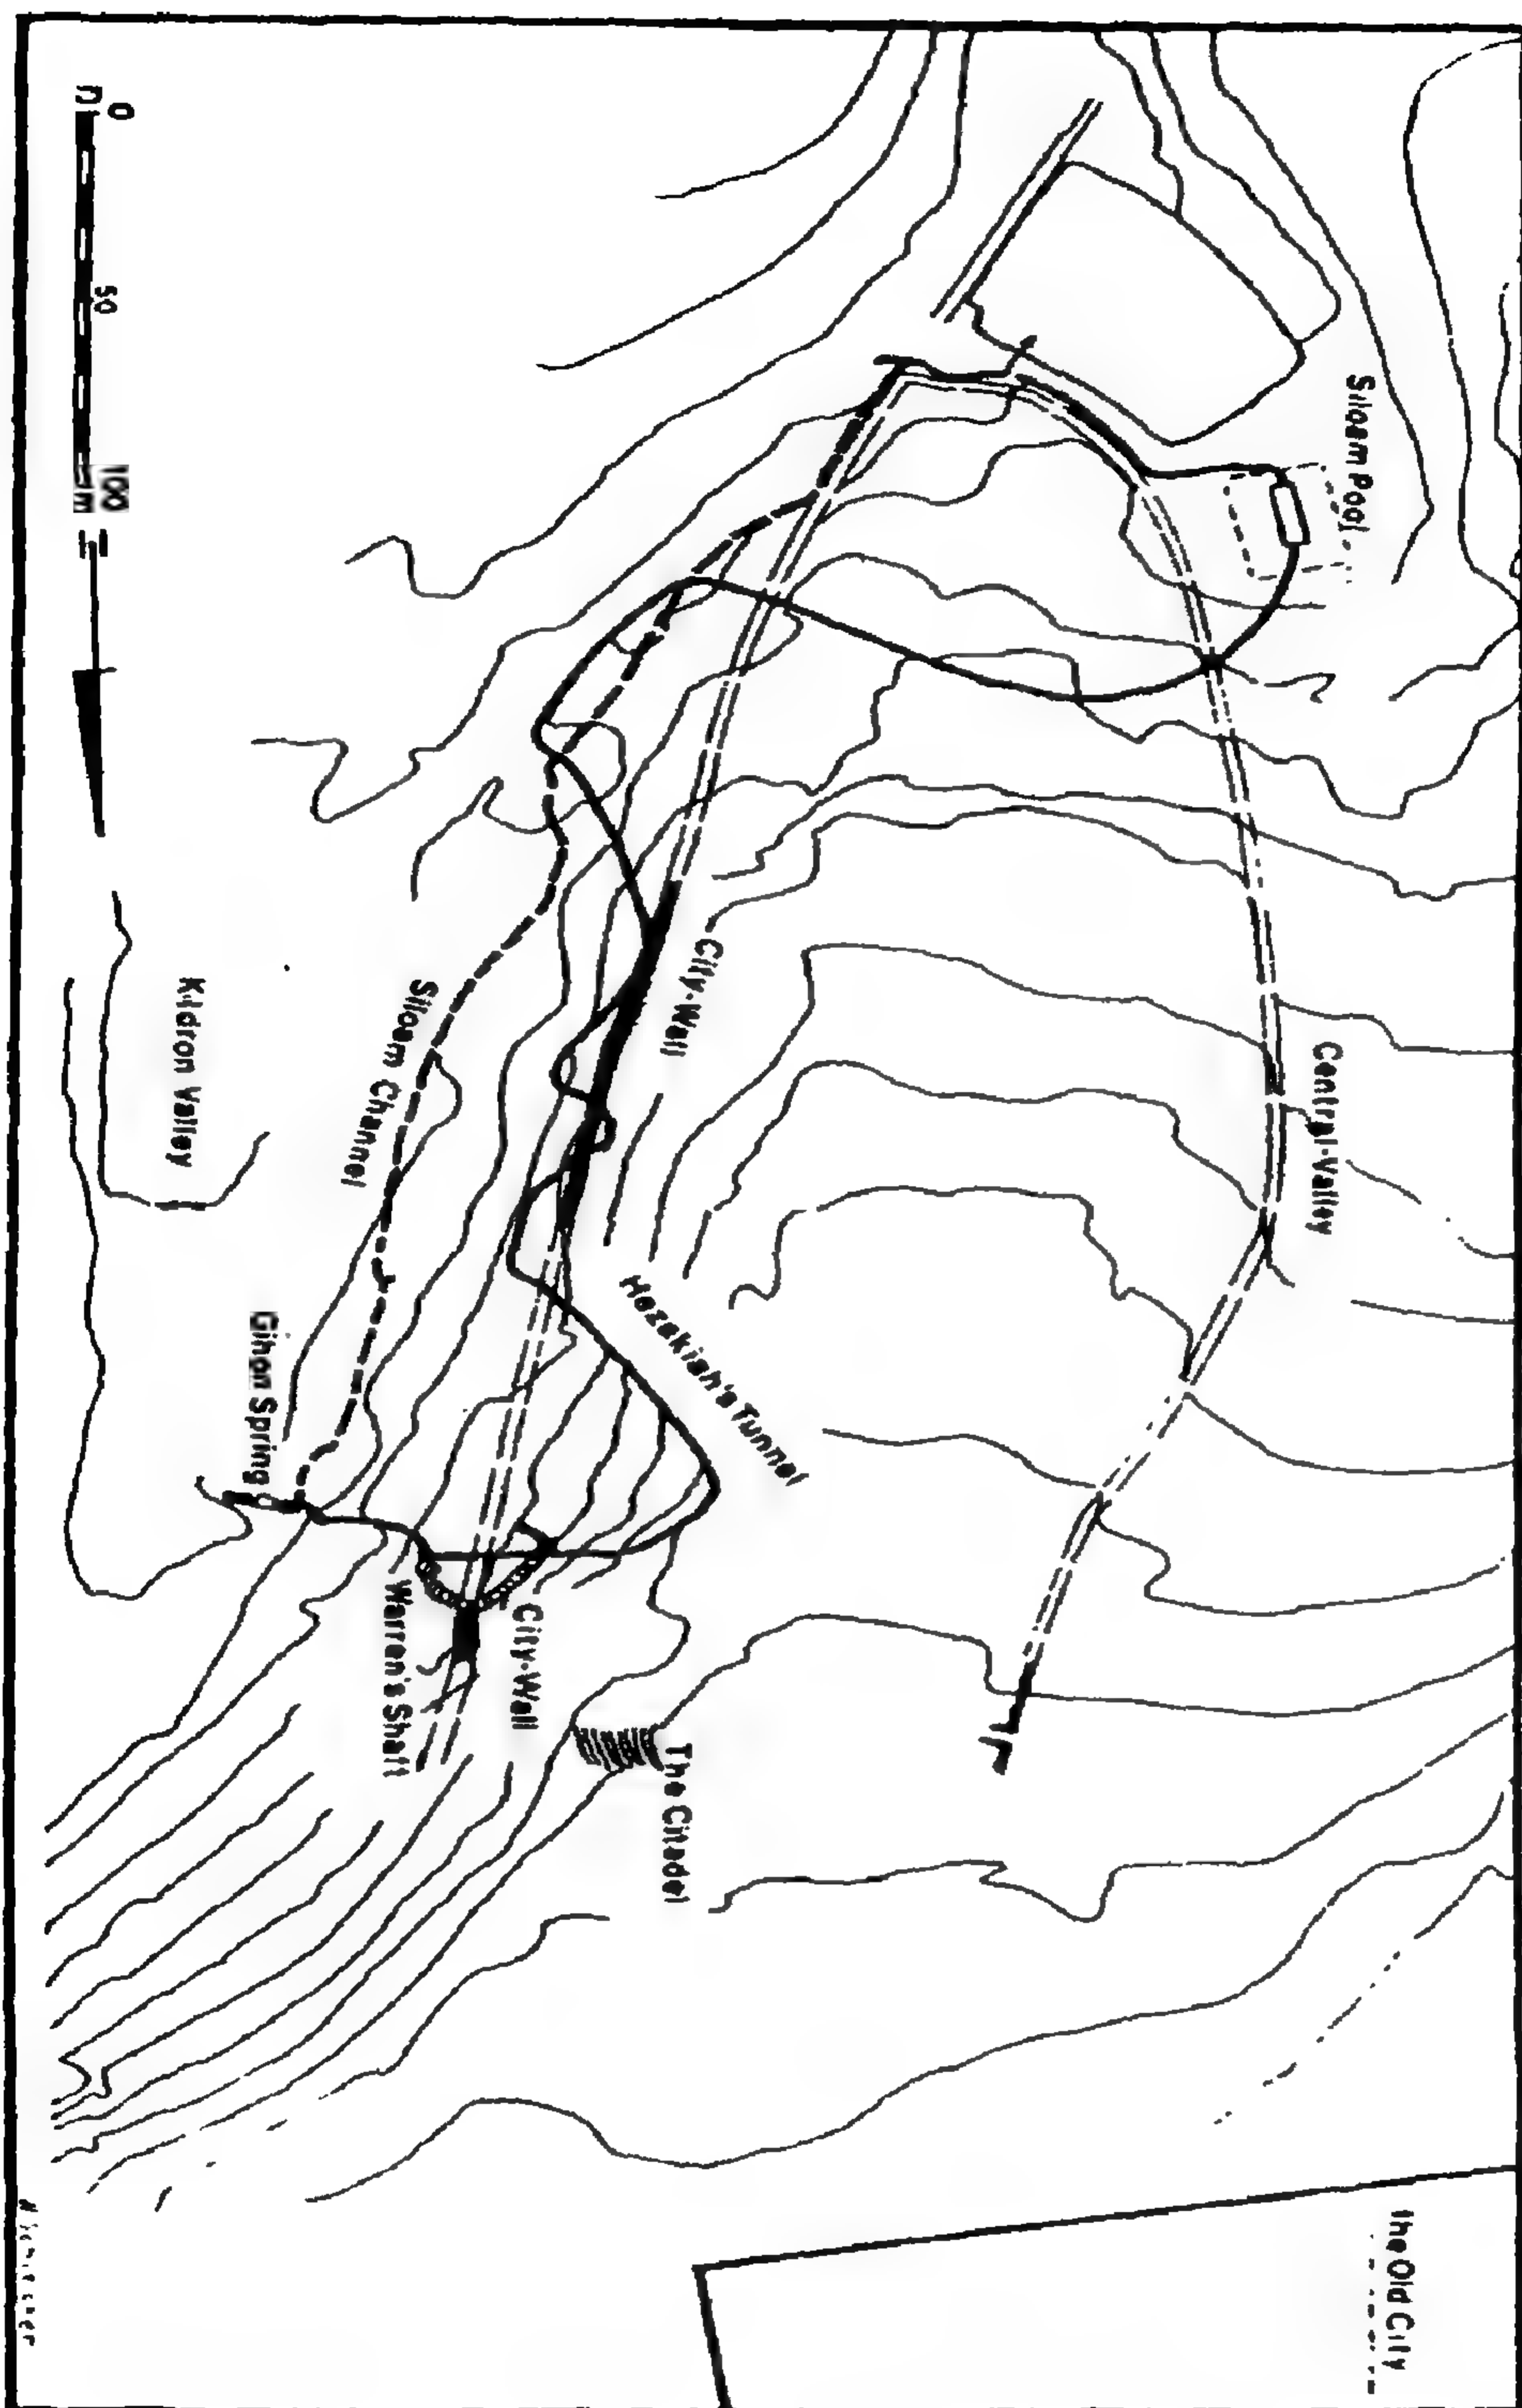 0
50
100
m
Siloam Pool
City-Wall
Central-Valley
Siloam Channel
Kidron Valley
Hezekiah's Tunnel
Gihon Spring
City-Wall
Warren's Shaft
The Citadel
the Old City